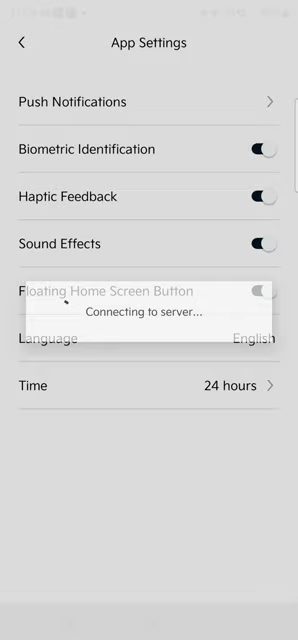 App Settings
Push Notifications
Biometric Identification
Haptic Feedback
Sound Effects
Floating Home Screen Button
Connecting to server...
Language English
Time 24 hours